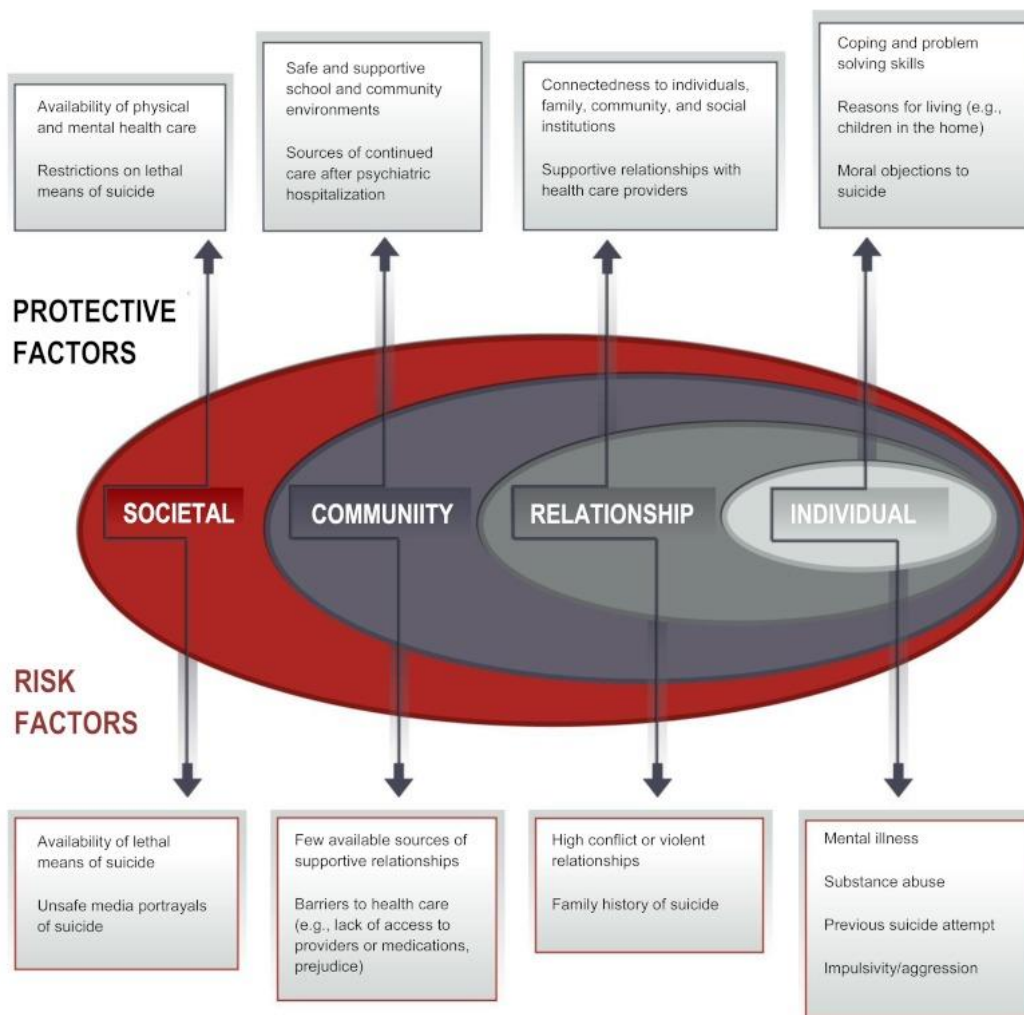 Availability of physical
and mental health care
Restrictions on lethal
means of suicide
Safe and supportive
school and community
environments
Sources of continued
care after psychiatric
hospitalization
Connectedness to individuals,
family, community, and social
institutions
Supportive relationships with
health care providers
Coping and problem
solving skills
Reasons for living (e.g.,
children in the home)
Moral objections to
suicide
PROTECTIVE
FACTORS
SOCIETAL
COMMUNIITY
RELATIONSHIP
INDIVIDUAL
RISK
FACTORS
Availability of lethal
means of suicide
Unsafe media portrayals
of suicide
Few available sources of
supportive relationships
Barriers to health care
(e.g., lack of access to
providers or medications,
prejudice)
High conflict or violent
relationships
Family history of suicide
Mental illness
Substance abuse
Previous suicide attempt
Impulsivity/aggression